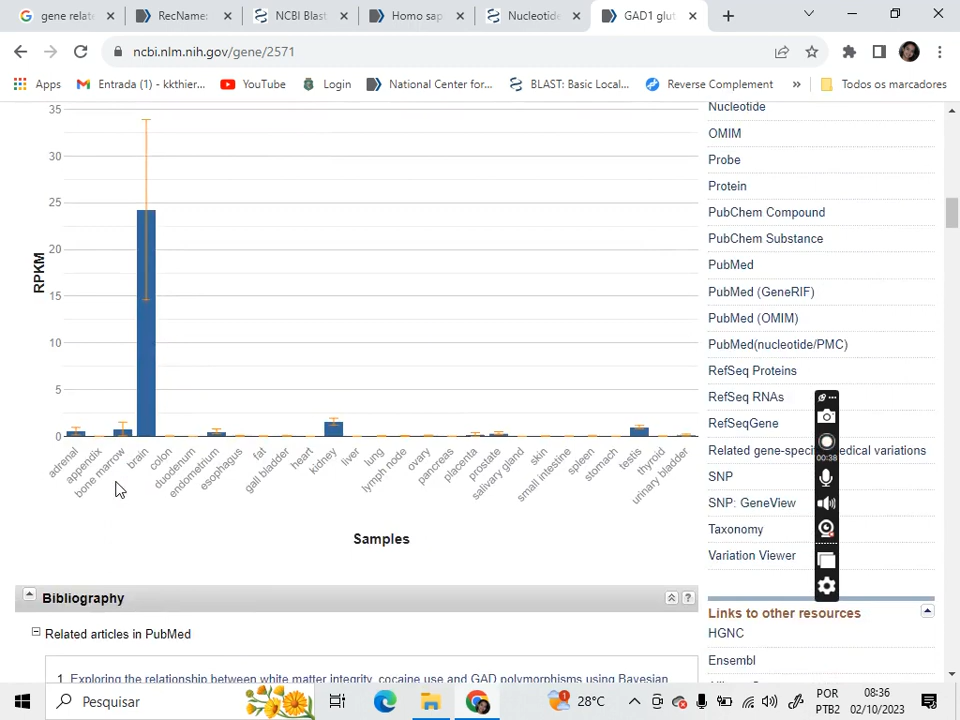 gene relat
RecName:
NCBI Blast
Homo sap
Nucleotide
GAD1 glut
ncbi.nlm.nih.gov/gene/2571
Apps
Entrada (1) - kkthier...
YouTube
Login
National Center for...
BLAST: Basic Local...
Reverse Complement
»
Todos os marcadores
35
30
25
20
15
10
5
0
RPKM
adrenal
appendix
bone marrow
brain
colon
duodenum
endometrium
esophagus
fat
gall bladder
heart
kidney
liver
lung
lymph node
ovary
pancreas
placenta
prostate
salivary gland
skin
small intestine
spleen
stomach
testis
thyroid
urinary bladder
Samples
Bibliography
?
Related articles in PubMed
1. Exploring the relationship between white matter integrity, cocaine use and GAD polymorphisms using Bayesian
Nucleotide
OMIM
Probe
Protein
PubChem Compound
PubChem Substance
PubMed
PubMed (GeneRIF)
PubMed (OMIM)
PubMed(nucleotide/PMC)
RefSeq Proteins
RefSeq RNAs
RefSeqGene
Related gene-sp edical variations
SNP
SNP: GeneView
Taxonomy
Variation Viewer
Links to other resources
HGNC
Ensembl
00:38
Pesquisar
1
28°C
POR
PTB2
08:36
02/10/2023